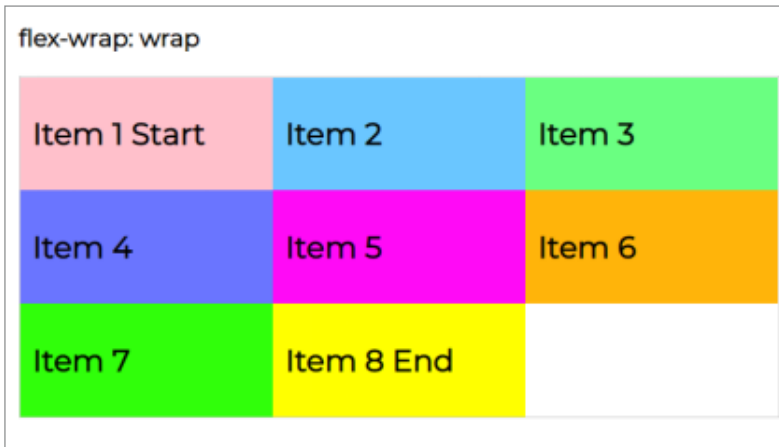 flex-wrap: wrap
Item 1 Start
Item 2
Item 3
Item 4
Item 5
Item 6
Item 7
Item 8 End